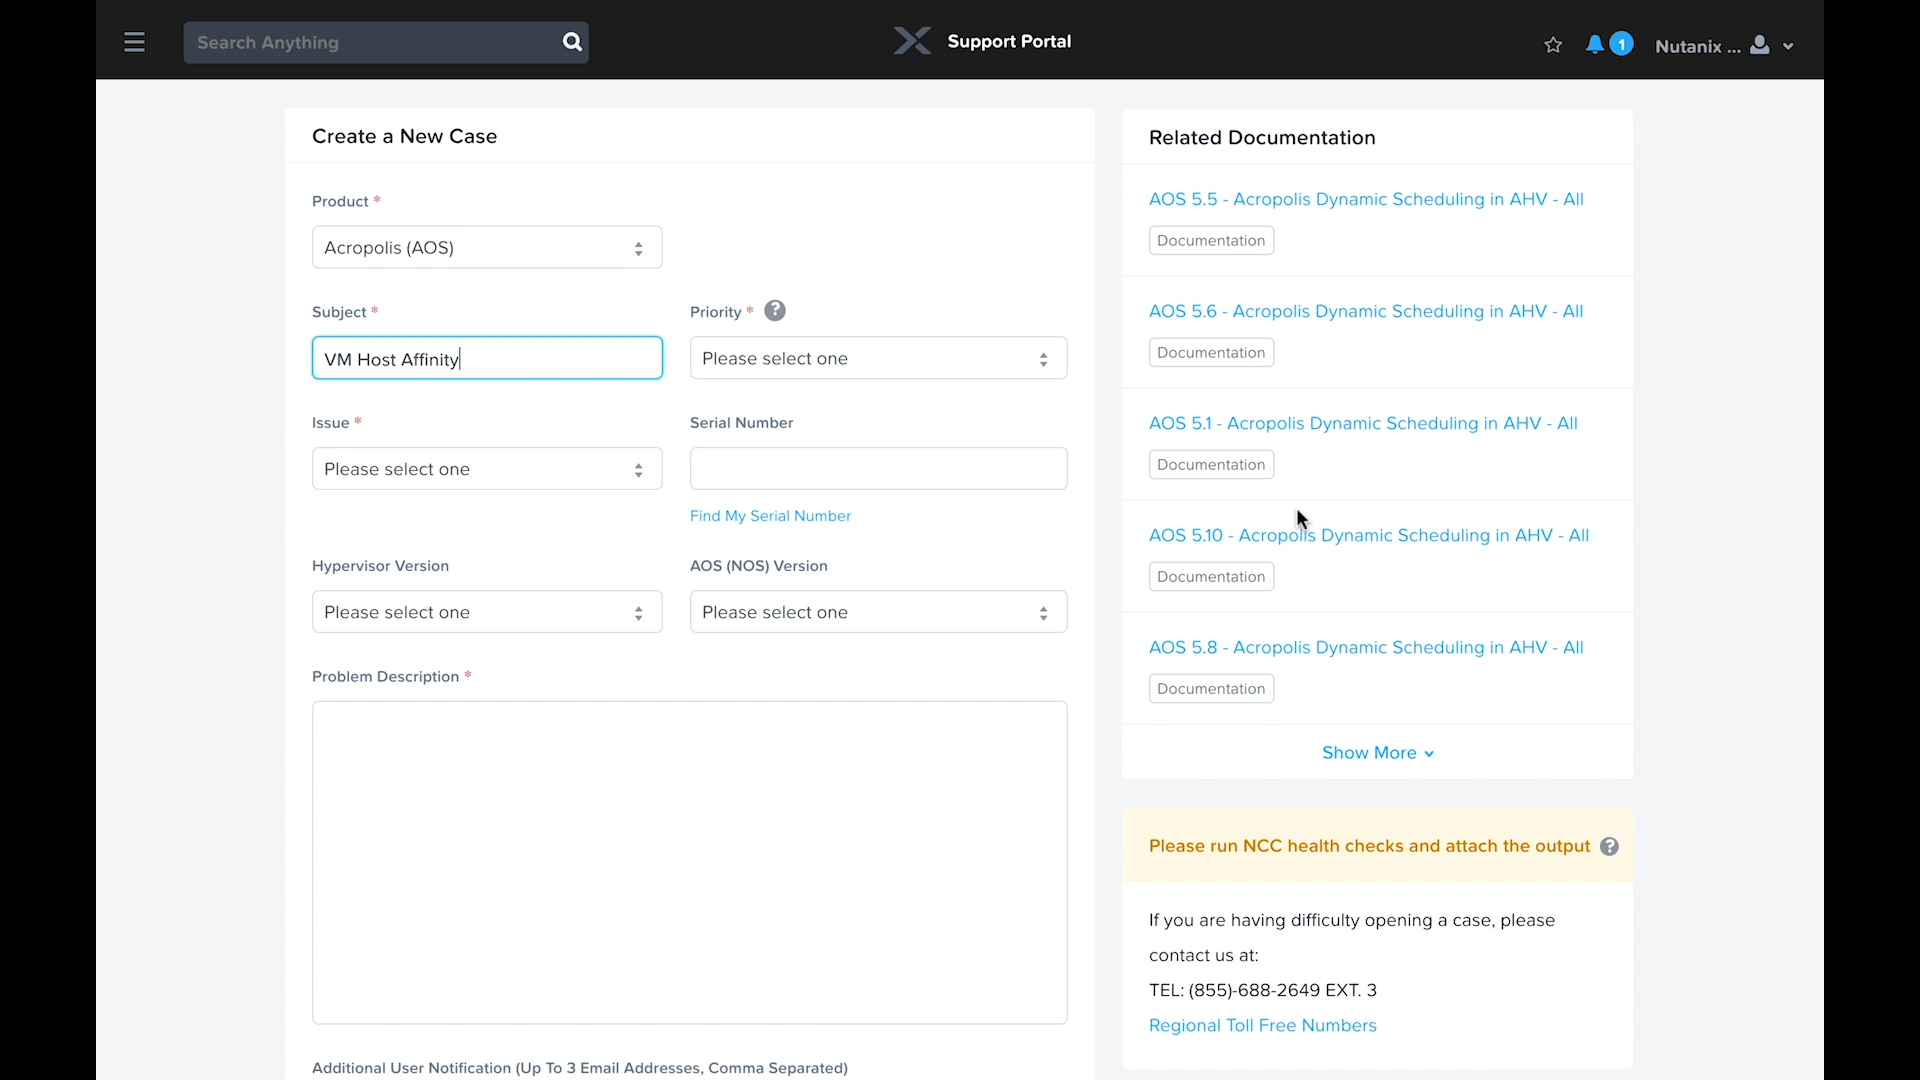 Search Anything
Support Portal
1
Nutanix ...
Create a New Case
Product *
Acropolis (AOS)
Subject *
VM Host Affinity
Priority * ?
Please select one
Issue *
Please select one
Serial Number
Find My Serial Number
Hypervisor Version
Please select one
AOS (NOS) Version
Please select one
Problem Description *
Additional User Notification (Up To 3 Email Addresses, Comma Separated)
Related Documentation
AOS 5.5 - Acropolis Dynamic Scheduling in AHV - All
Documentation
AOS 5.6 - Acropolis Dynamic Scheduling in AHV - All
Documentation
AOS 5.1 - Acropolis Dynamic Scheduling in AHV - All
Documentation
AOS 5.10 - Acropolis Dynamic Scheduling in AHV - All
Documentation
AOS 5.8 - Acropolis Dynamic Scheduling in AHV - All
Documentation
Show More
Please run NCC health checks and attach the output ?
If you are having difficulty opening a case, please
contact us at:
TEL: (855)-688-2649 EXT. 3
Regional Toll Free Numbers